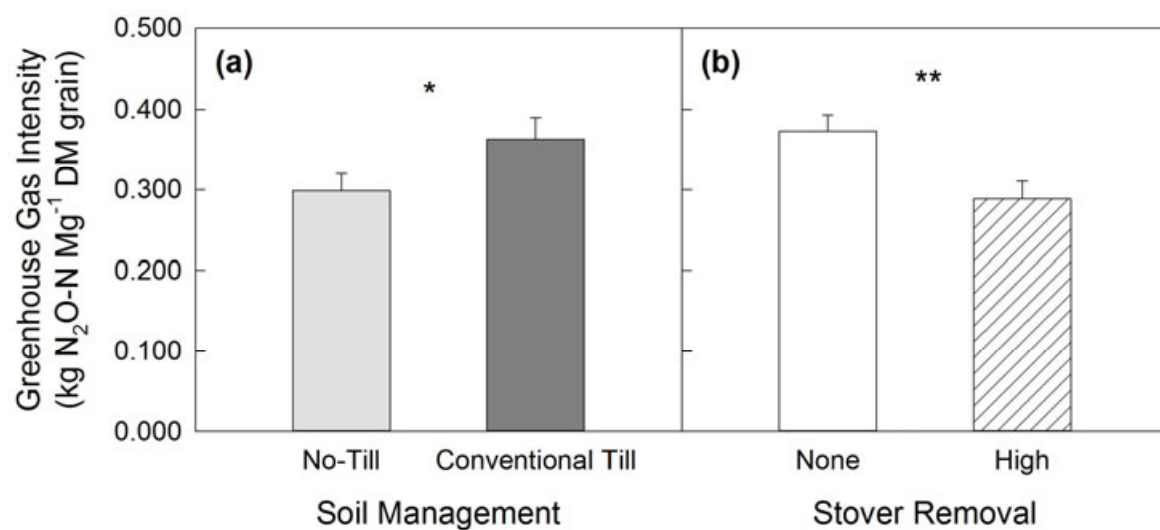 Greenhouse Gas Intensity
(kg N₂O-N Mg⁻¹ DM grain)
0.500
0.400
0.300
0.200
0.100
0.000
(a)
*
(b)
**
No-Till
Conventional Till
None
High
Soil Management
Stover Removal